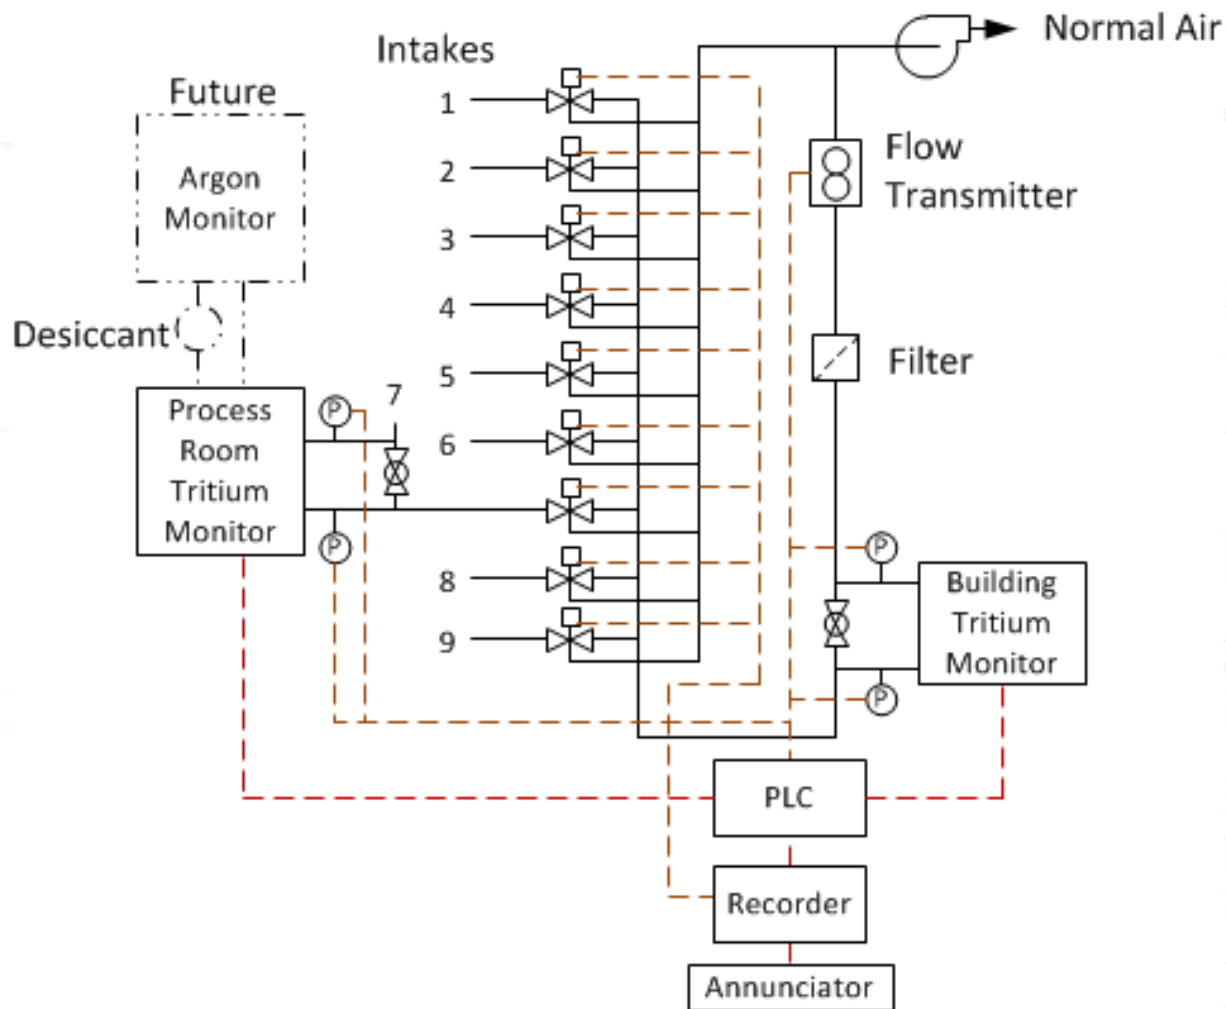 Normal Air
Intakes
Future
1
Argon
Monitor
2
Flow
Transmitter
3
4
Desiccant
Filter
5
7
P
Process
Room
Tritium
Monitor
6
P
P
8
Building
Tritium
Monitor
9
P
PLC
Recorder
Annunciator